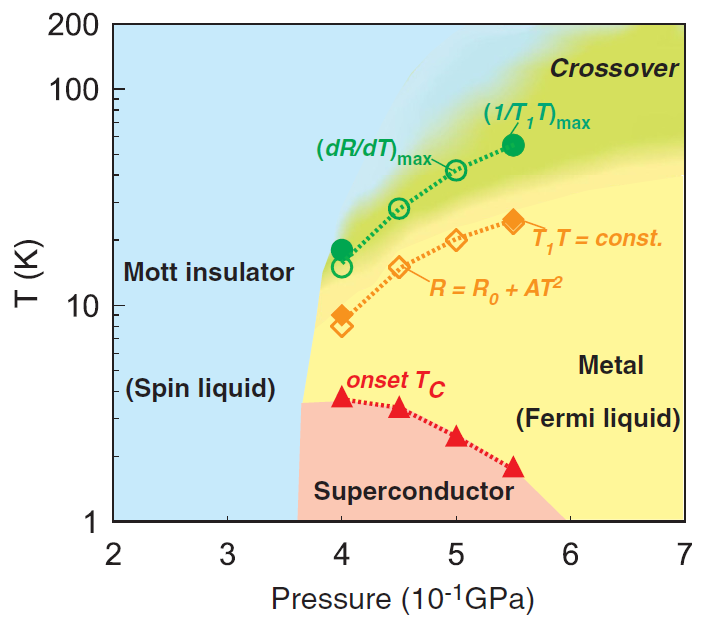 200
100
10
1
T (K)
Crossover
(1/T₁T)max
(dR/dT)max
T₁T = const.
Mott insulator
R = R₀ + AT²
Metal
onset TC
(Spin liquid)
(Fermi liquid)
Superconductor
2 3 4 5 6 7
Pressure (10⁻¹GPa)